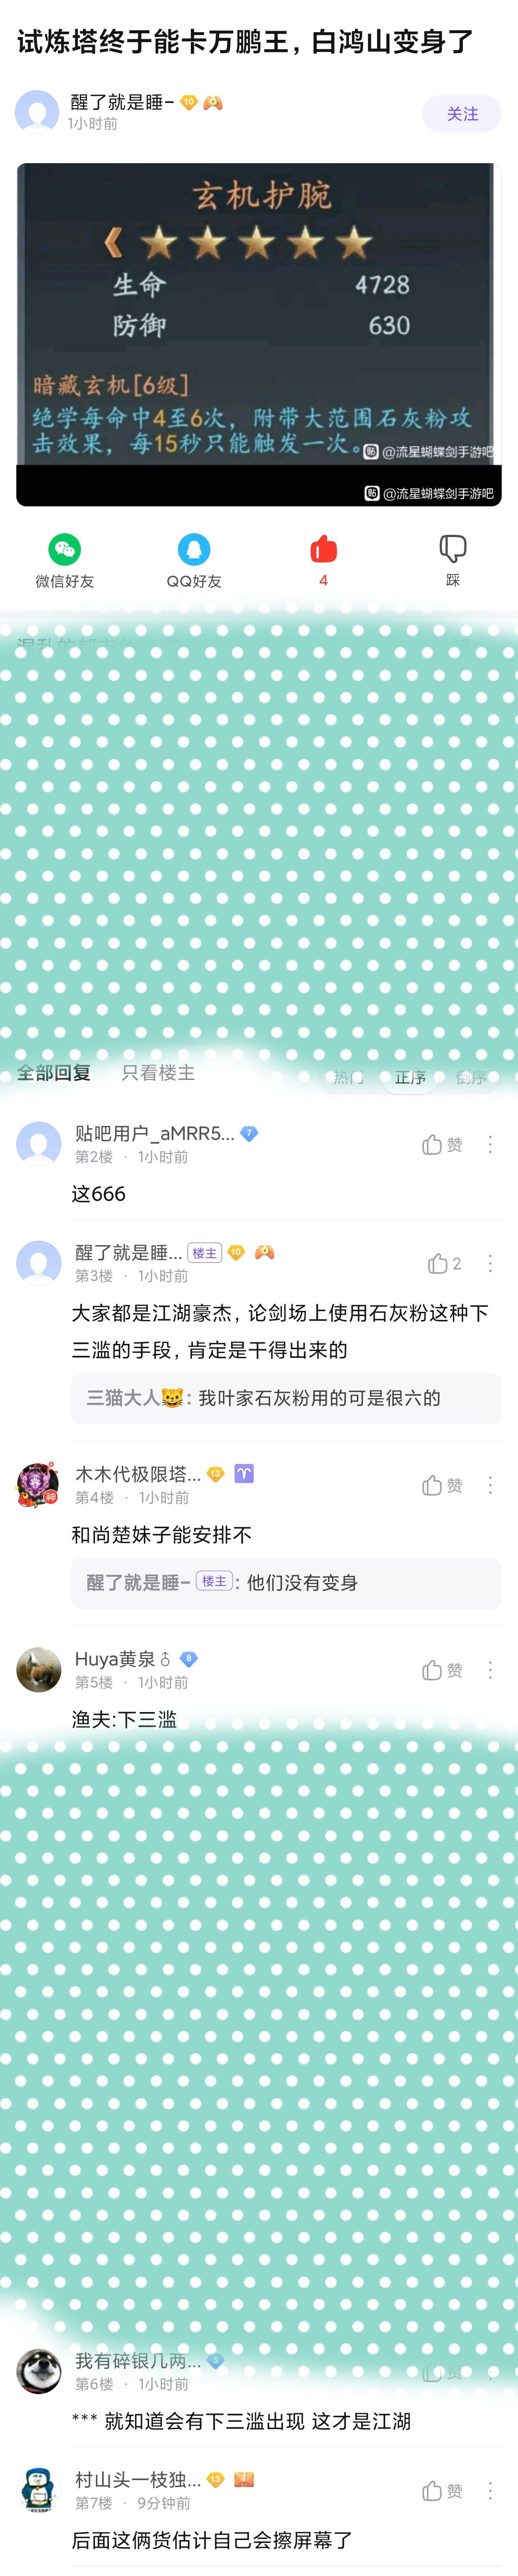 试炼塔终于能卡万鹏王，白鸿山变身了
醒了就是睡- 10
1小时前
关注
玄机护腕
生命 4728
防御 630
暗藏玄机[6级]
绝学每命中4至6次，附带大范围石灰粉攻
击效果，每15秒只能触发一次。
贴 @流星蝴蝶剑手游吧
贴 @流星蝴蝶剑手游吧
微信好友 QQ好友 4 踩
全部回复 只看楼主 热门 正序 倒序
贴吧用户_aMRR5... 7
第2楼 · 1小时前
赞
这666
醒了就是睡... 楼主 10
第3楼 · 1小时前
2
大家都是江湖豪杰，论剑场上使用石灰粉这种下
三滥的手段，肯定是干得出来的
三猫大人😺：我叶家石灰粉用的可是很六的
木木代极限塔... 13 ♈
第4楼 · 1小时前
赞
神
和尚楚妹子能安排不
醒了就是睡- 楼主：他们没有变身
Huya黄泉♂ 8
第5楼 · 1小时前
赞
渔夫:下三滥
我有碎银几两... 5
第6楼 · 1小时前
赞
*** 就知道会有下三滥出现 这才是江湖
村山头一枝独... 13
第7楼 · 9分钟前
赞
后面这俩货估计自己会擦屏幕了